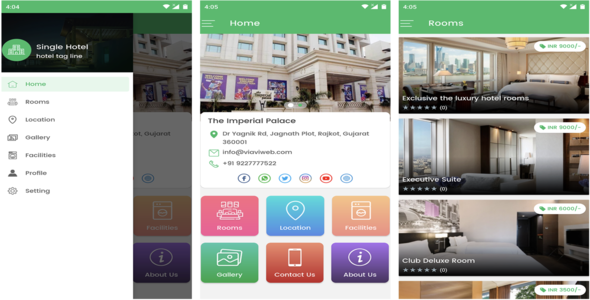 4:04
Single Hotel
hotel tag line
Home
Rooms
Location
Gallery
Facilities
Profile
Setting
Facilities
About Us
4:05
Home
The Imperial Palace
Dr Yagnik Rd, Jagnath Plot, Rajkot, Gujarat
360001
info@viaviweb.com
+91 9227777522
Rooms
Location
Facilities
Gallery
Contact Us
About Us
4:05
Rooms
INR 9000/-
Exclusive the luxury hotel rooms
(0)
INR 5000/-
Executive Suite
(0)
INR 6000/-
Club Deluxe Room
(0)
INR 3500/-